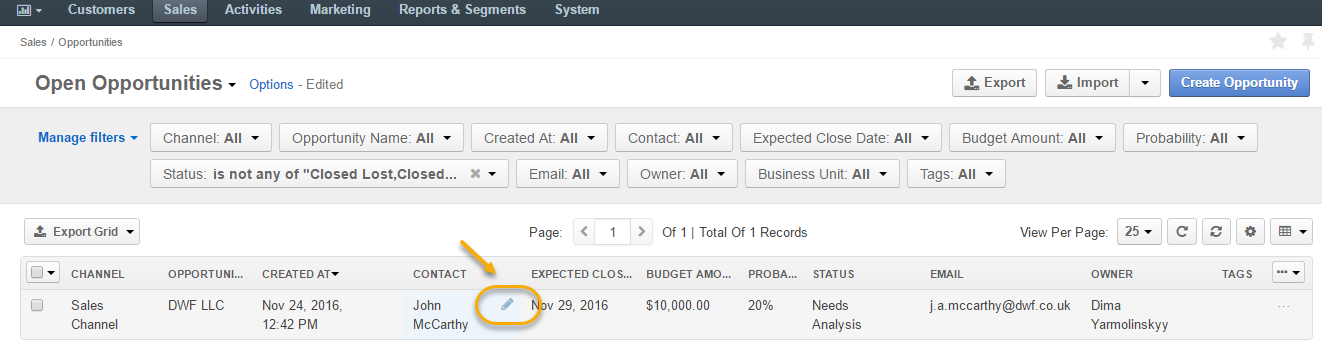 Customers Sales Activities Marketing Reports & Segments System
Sales / Opportunities
Open Opportunities Options - Edited Export Import Create Opportunity
Manage filters Channel: All Opportunity Name: All Created At: All Contact: All Expected Close Date: All Budget Amount: All Probability: All
Status: is not any of "Closed Lost,Closed... Email: All Owner: All Business Unit: All Tags: All
Export Grid Page: 1 Of 1 | Total Of 1 Records View Per Page: 25
CHANNEL OPPORTUNI... CREATED AT CONTACT EXPECTED CLOS... BUDGET AMO... PROBA... STATUS EMAIL OWNER TAGS
Sales DWF LLC Nov 24, 2016, John Nov 29, 2016 $10,000.00 20% Needs j.a.mccarthy@dwf.co.uk Dima
Channel 12:42 PM McCarthy Analysis Yarmolinskyy